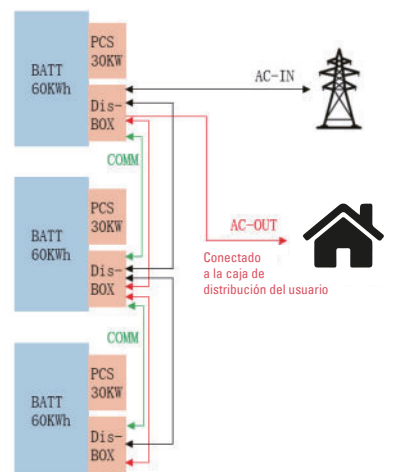 BATT
60KWh
PCS
30KW
Dis-
BOX
AC-IN
COMM
BATT
60KWh
PCS
30KW
Dis-
BOX
AC-OUT
Conectado
a la caja de
distribución del usuario
COMM
BATT
60KWh
PCS
30KW
Dis-
BOX